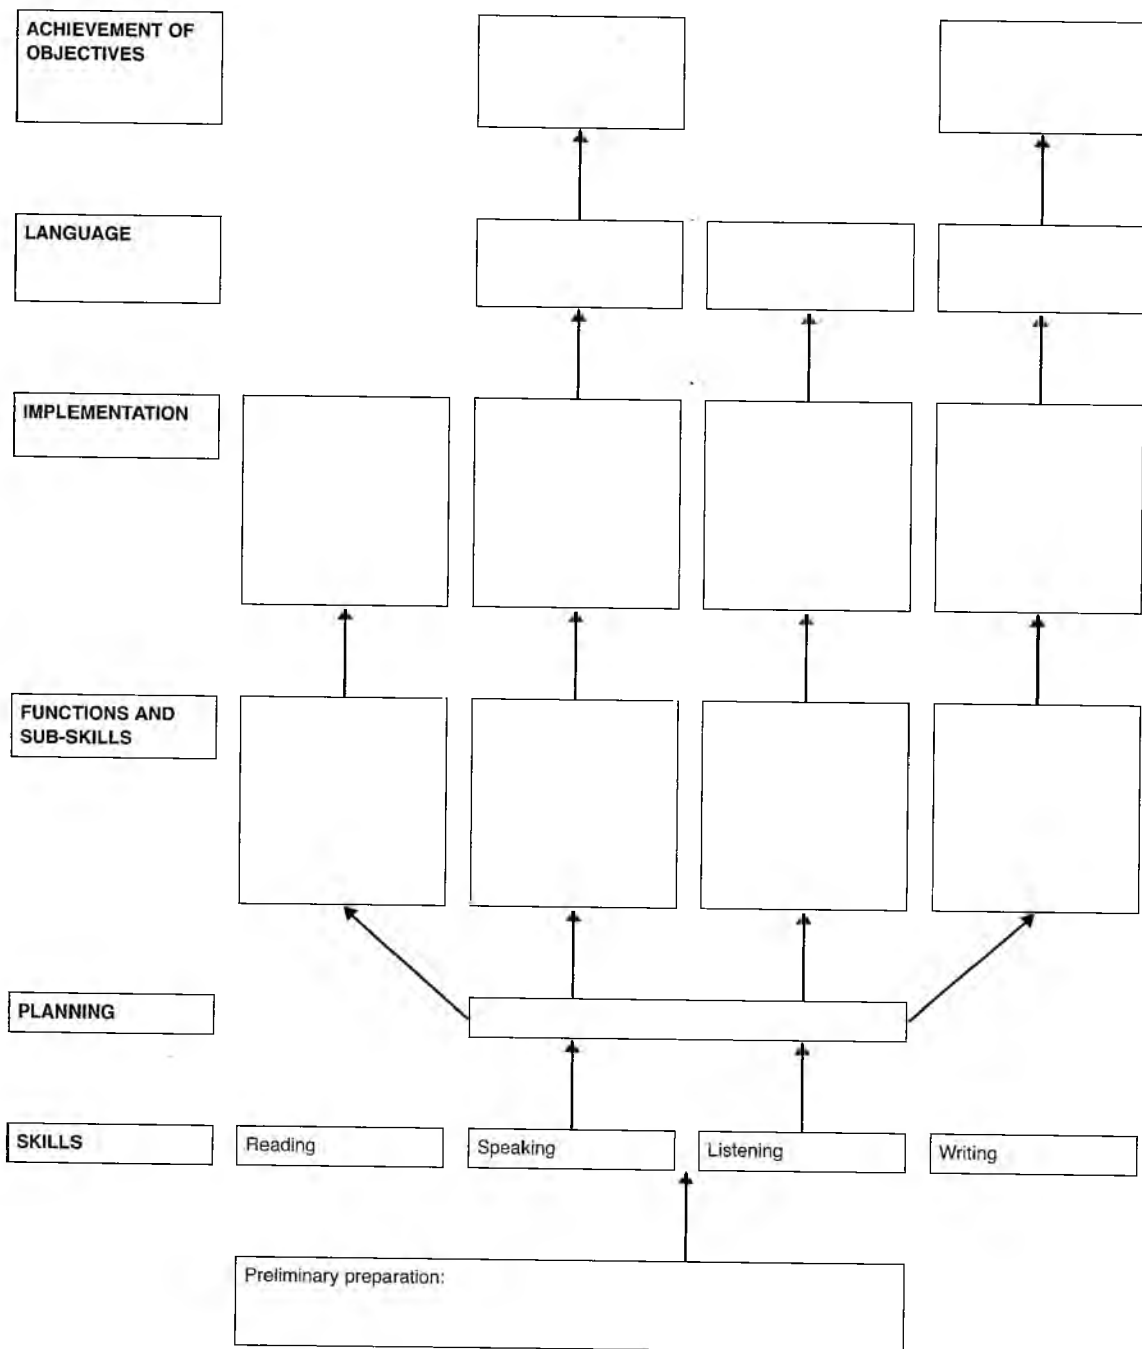 ACHIEVEMENT OF
OBJECTIVES
LANGUAGE
IMPLEMENTATION
FUNCTIONS AND
SUB-SKILLS
PLANNING
SKILLS
Reading
Speaking
Listening
Writing
Preliminary preparation: